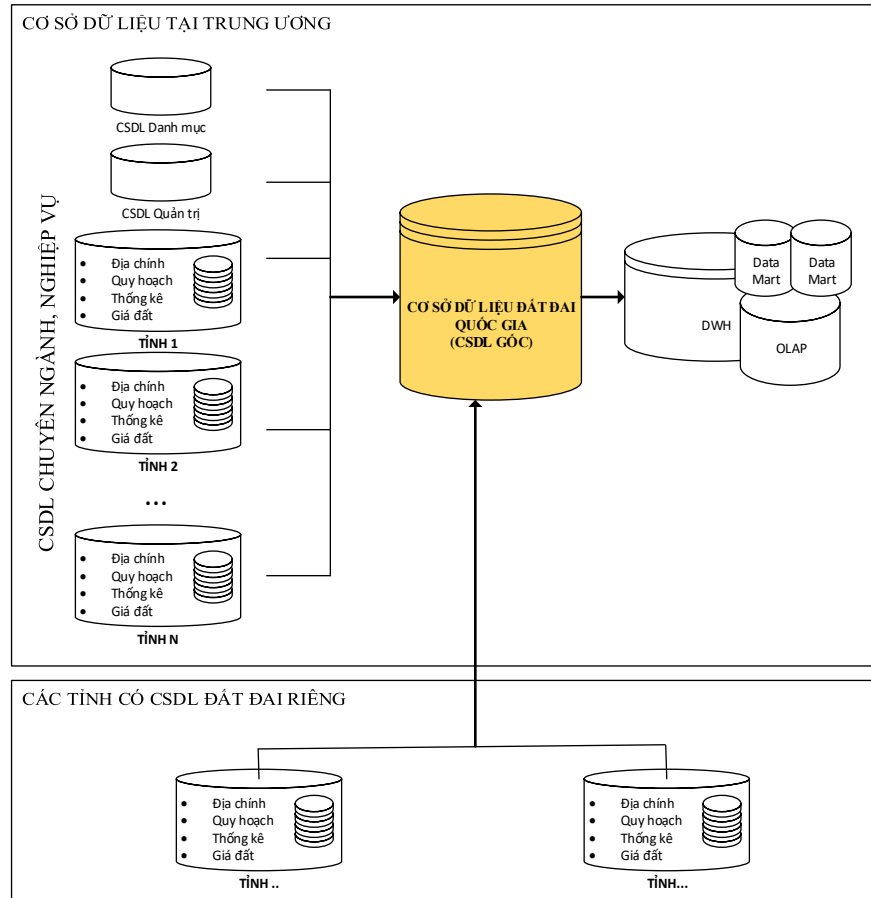 CƠ SỞ DỮ LIỆU TẠI TRUNG ƯƠNG
CSDL CHUYÊN NGÀNH, NGHIỆP VỤ
CSDL Danh mục
CSDL Quản trị
• Địa chính
• Quy hoạch
• Thống kê
• Giá đất
TỈNH 1
• Địa chính
• Quy hoạch
• Thống kê
• Giá đất
TỈNH 2
...
• Địa chính
• Quy hoạch
• Thống kê
• Giá đất
TỈNH N
CƠ SỞ DỮ LIỆU ĐẤT ĐAI
QUỐC GIA
(CSDL GỐC)
DWH
Data
Mart
Data
Mart
OLAP
CÁC TỈNH CÓ CSDL ĐẤT ĐAI RIÊNG
• Địa chính
• Quy hoạch
• Thống kê
• Giá đất
TỈNH ..
• Địa chính
• Quy hoạch
• Thống kê
• Giá đất
TỈNH...